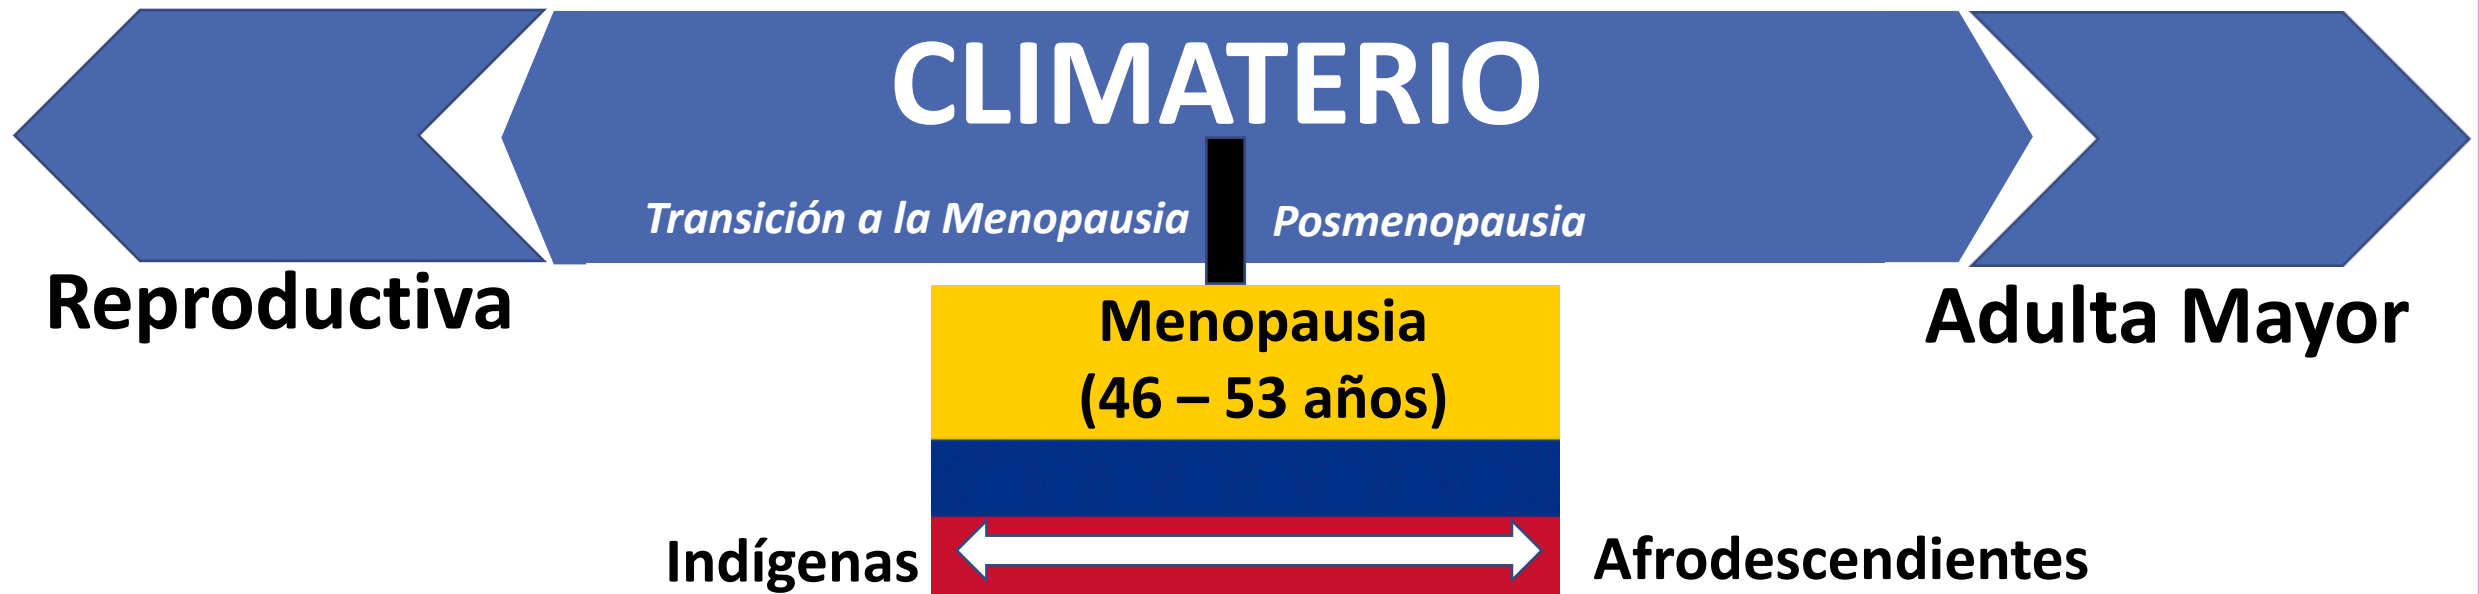 CLIMATERIO
Transición a la Menopausia
Posmenopausia
Reproductiva
Adulta Mayor
Menopausia
(46 – 53 años)
Indígenas
Afrodescendientes